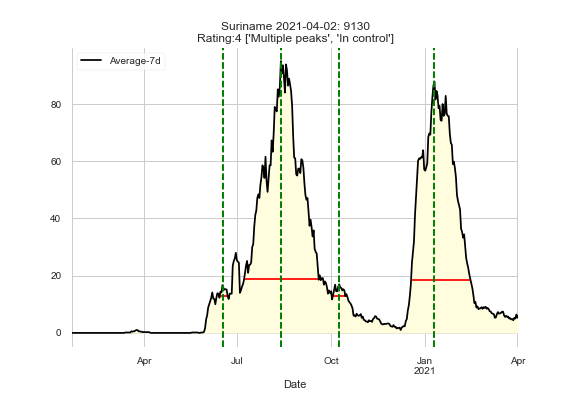 Suriname 2021-04-02: 9130
Rating:4 ['Multiple peaks', 'In control']
Average-7d
80
60
40
20
0
Apr
Jul
Oct
Jan
2021
Apr
Date